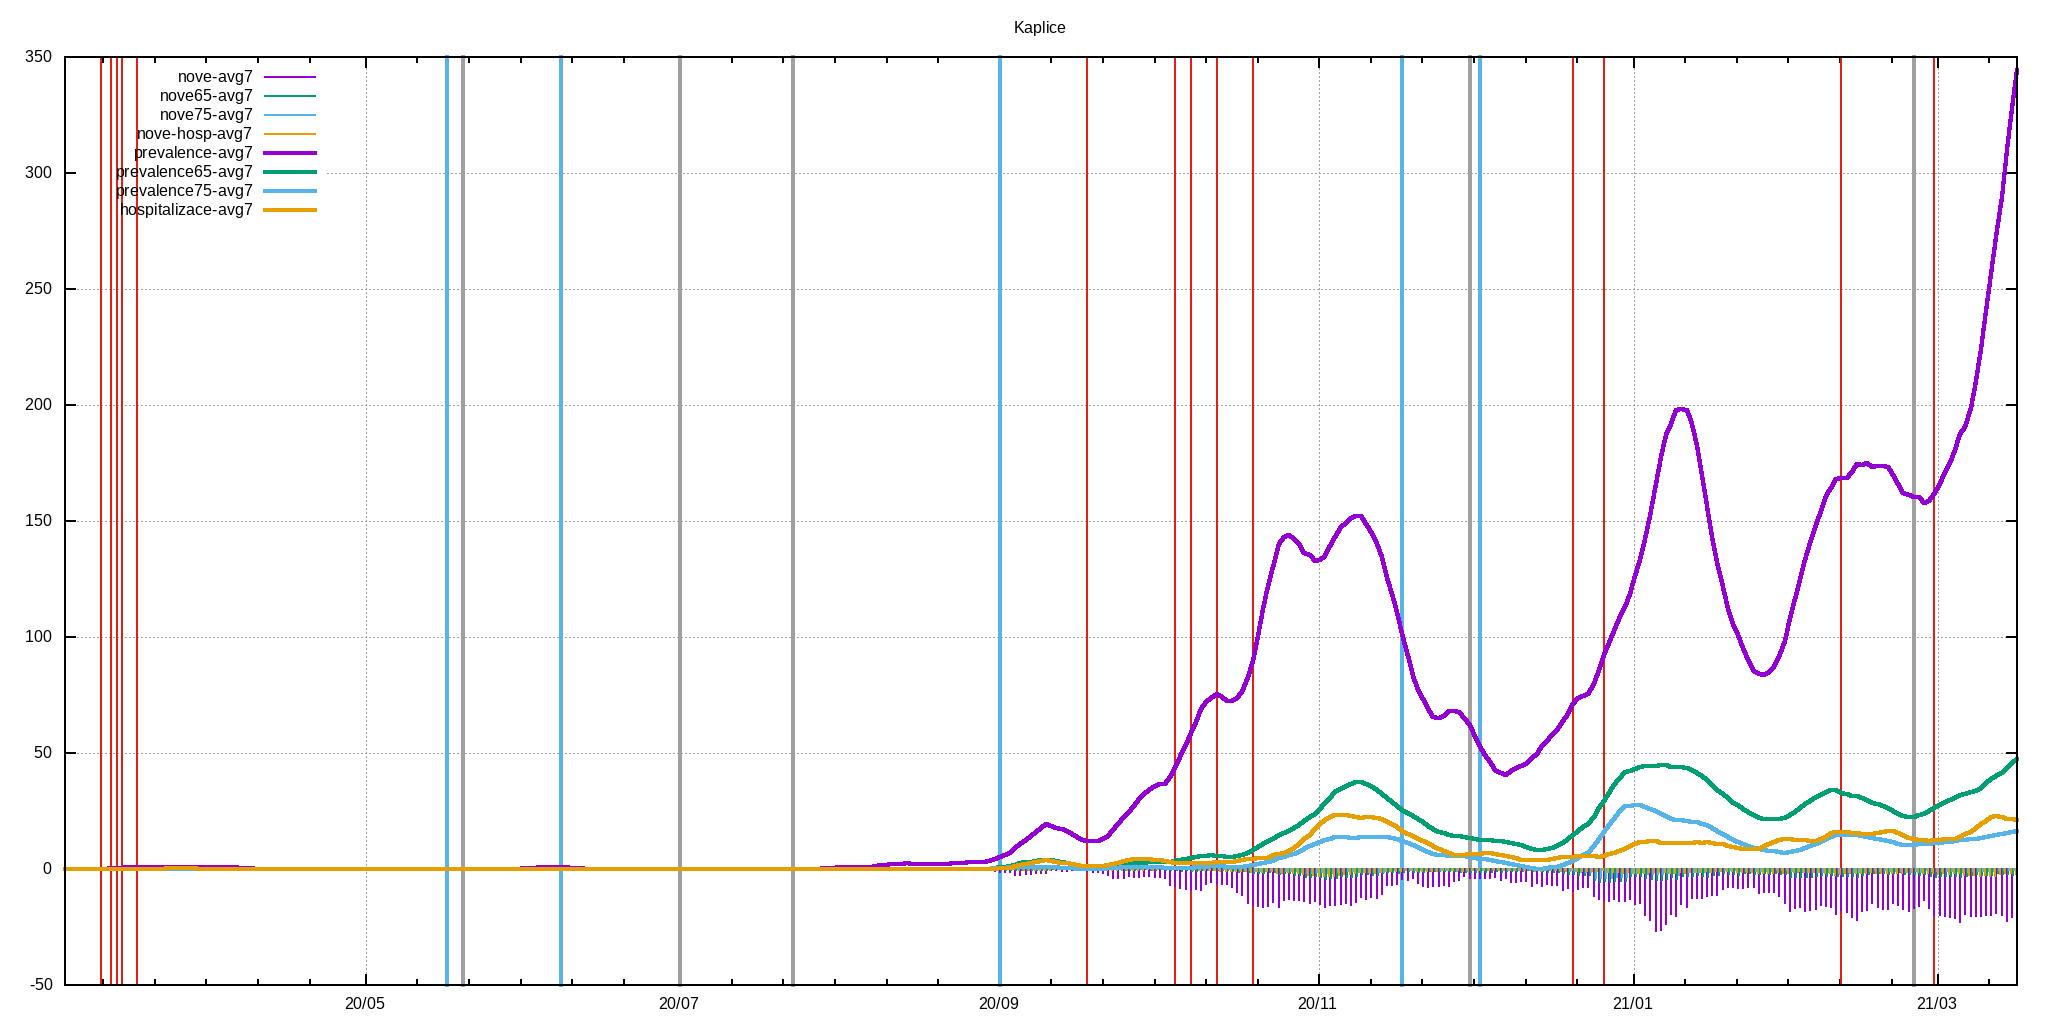 Kaplice
350
300
250
200
150
100
50
0
-50
nove-avg7
nove65-avg7
nove75-avg7
nove-hosp-avg7
prevalence-avg7
prevalence65-avg7
prevalence75-avg7
hospitalizace-avg7
20/05 20/07 20/09 20/11 21/01 21/03